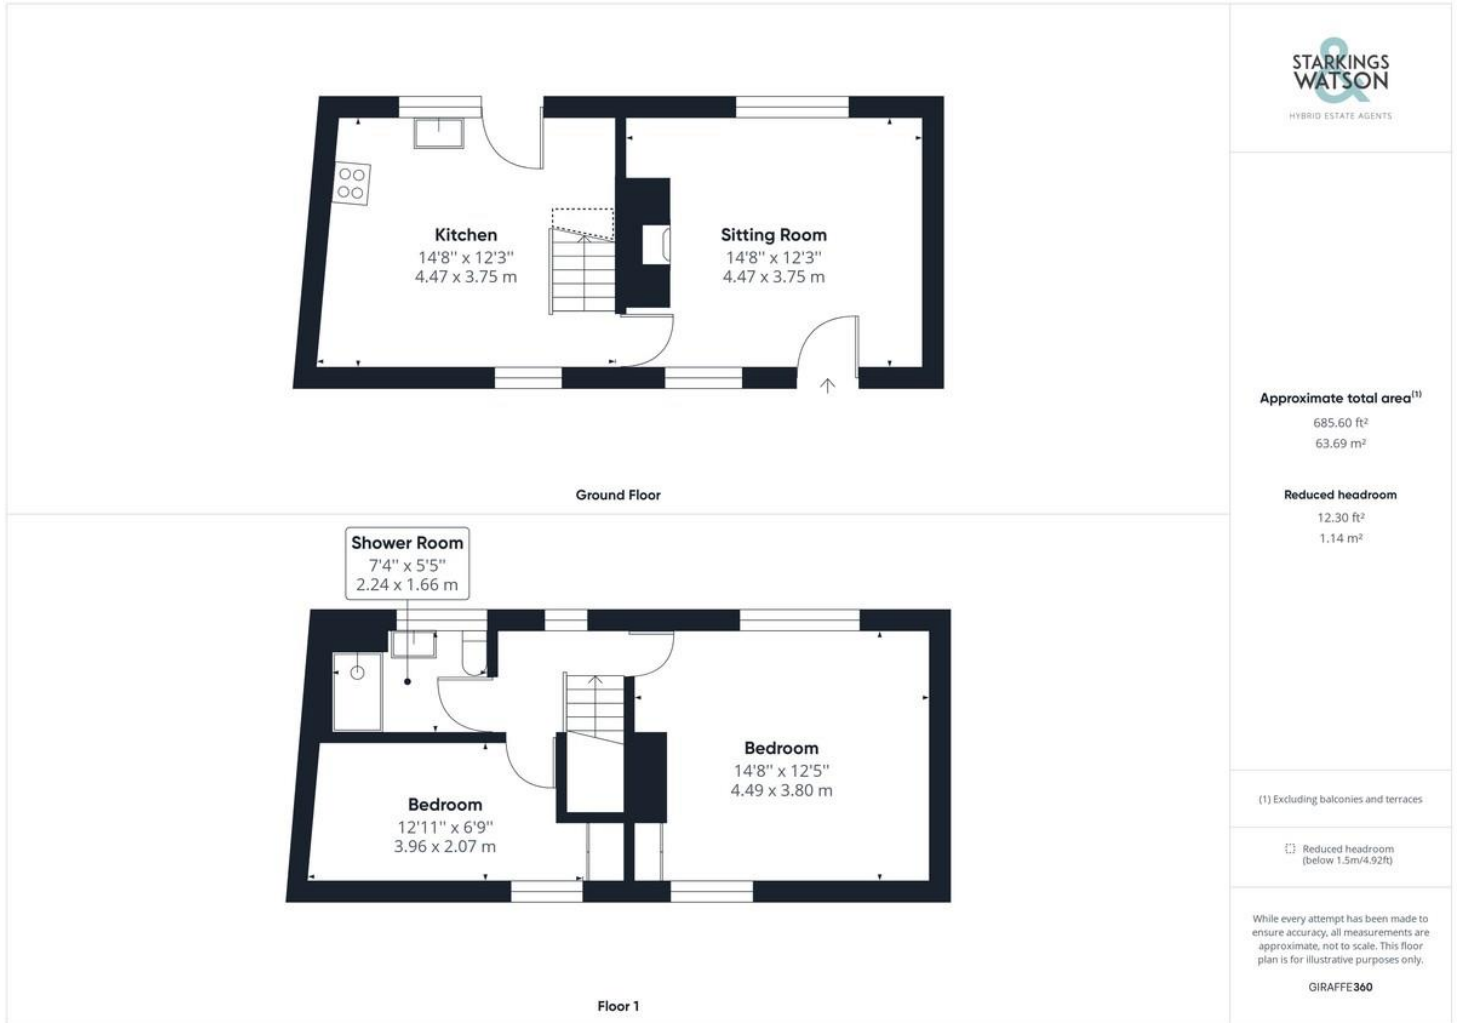 Kitchen
14'8" x 12'3"
4.47 x 3.75 m
Sitting Room
14'8" x 12'3"
4.47 x 3.75 m
Ground Floor
Shower Room
7'4" x 5'5"
2.24 x 1.66 m
Bedroom
12'11" x 6'9"
3.96 x 2.07 m
Bedroom
14'8" x 12'5"
4.49 x 3.80 m
Floor 1
&
STARKINGS
WATSON
HYBRID ESTATE AGENTS
Approximate total area(1)
685.60 ft²
63.69 m²
Reduced headroom
12.30 ft²
1.14 m²
(1) Excluding balconies and terraces
Reduced headroom
(below 1.5m/4.92ft)
While every attempt has been made to
ensure accuracy, all measurements are
approximate, not to scale. This floor
plan is for illustrative purposes only.
GIRAFFE360